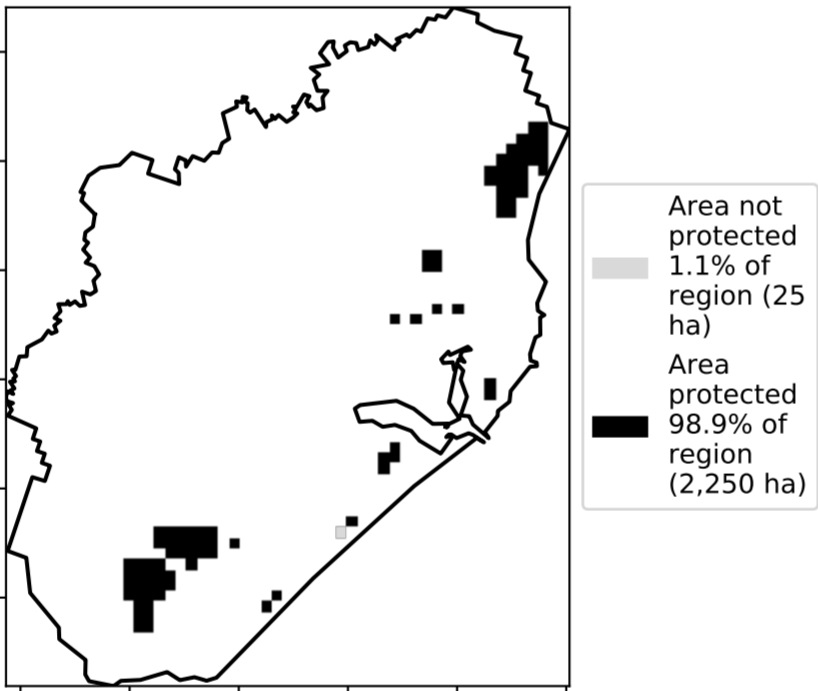 Area not
protected
1.1% of
region (25
ha)
Area
protected
98.9% of
region
(2,250 ha)